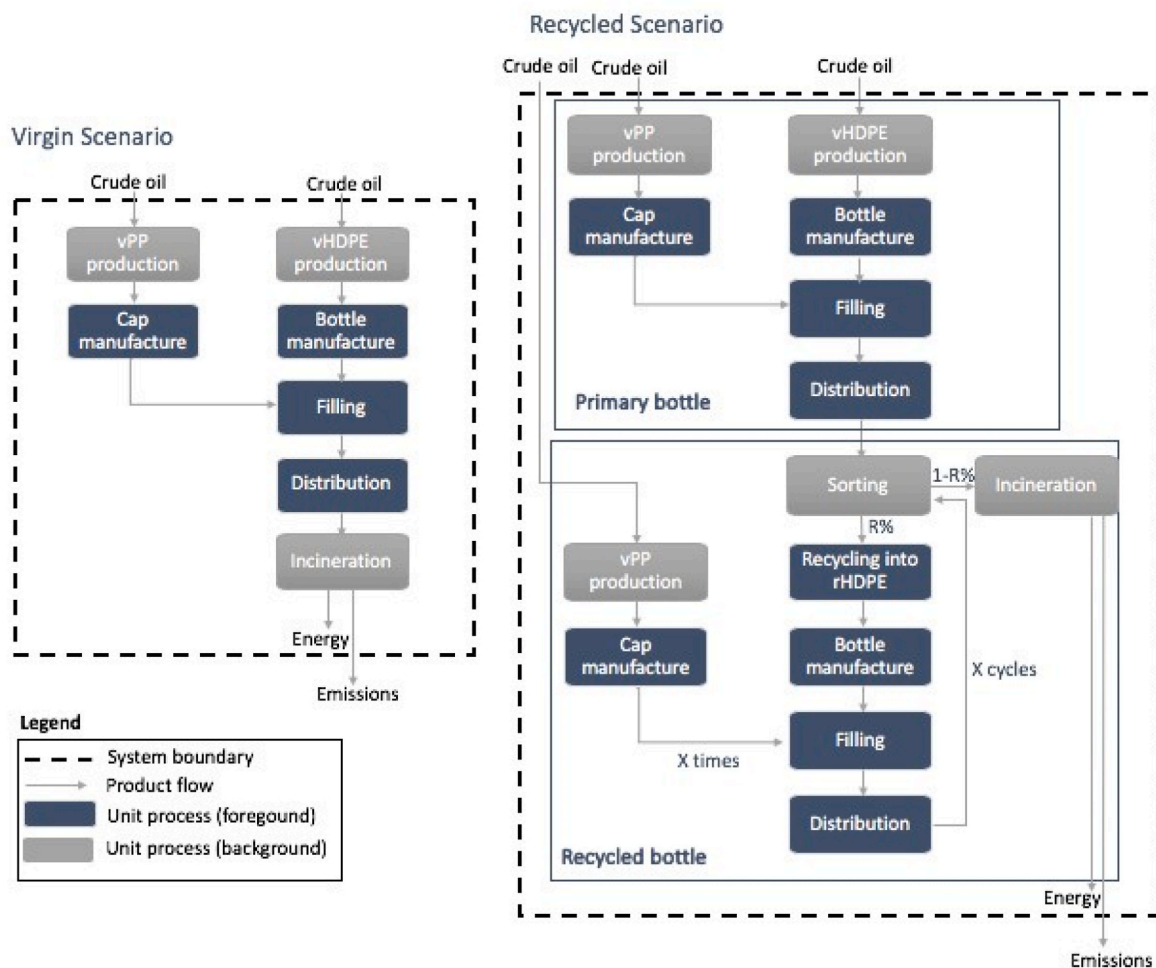 Recycled Scenario
Crude oil
Crude oil
Crude oil
Virgin Scenario
Crude oil
Crude oil
vPP
production
vHDPE
production
Cap
manufacture
Bottle
manufacture
Filling
Distribution
Incineration
Energy
Emissions
vPP
production
vHDPE
production
Cap
manufacture
Bottle
manufacture
Filling
Distribution
Primary bottle
Sorting
1-R%
Incineration
R%
vPP
production
Recycling into
rHDPE
Cap
manufacture
Bottle
manufacture
X cycles
X times
Filling
Distribution
Recycled bottle
Energy
Emissions
Legend
System boundary
Product flow
Unit process (foregound)
Unit process (background)